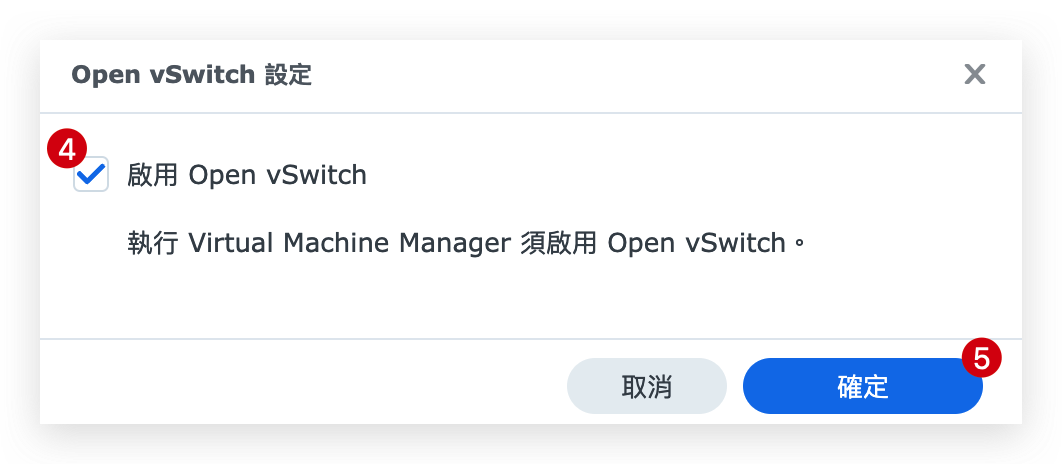 Open vSwitch 設定
4
啟用 Open vSwitch
執行 Virtual Machine Manager 須啟用 Open vSwitch。
5
取消
確定